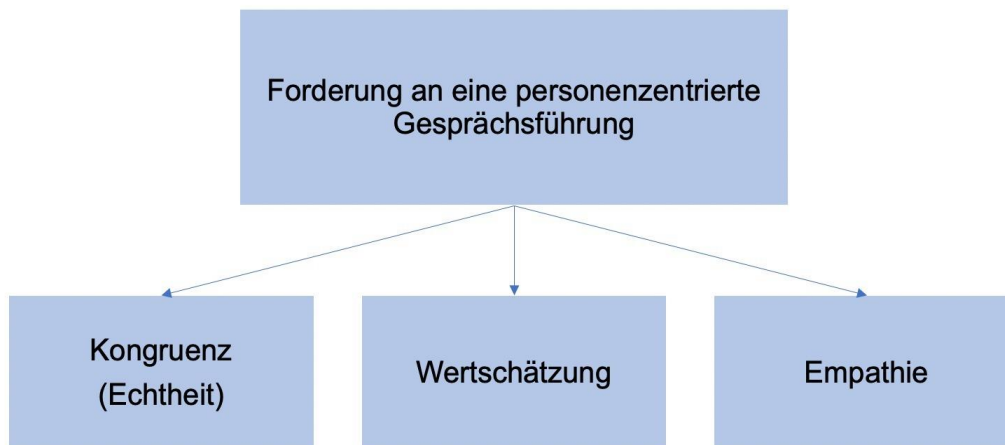 Forderung an eine personenzentrierte
Gesprächsführung
Kongruenz
(Echtheit)
Wertschätzung
Empathie